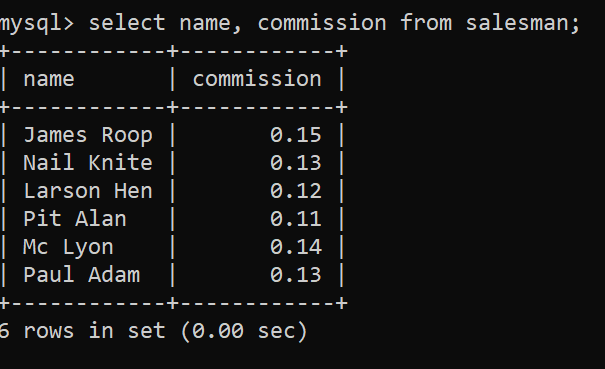 mysql> select name, commission from salesman;
+------------+------------+
| name       | commission |
+------------+------------+
| James Roop |       0.15 |
| Nail Knite |       0.13 |
| Larson Hen |       0.12 |
| Pit Alan   |       0.11 |
| Mc Lyon    |       0.14 |
| Paul Adam  |       0.13 |
+------------+------------+
6 rows in set (0.00 sec)